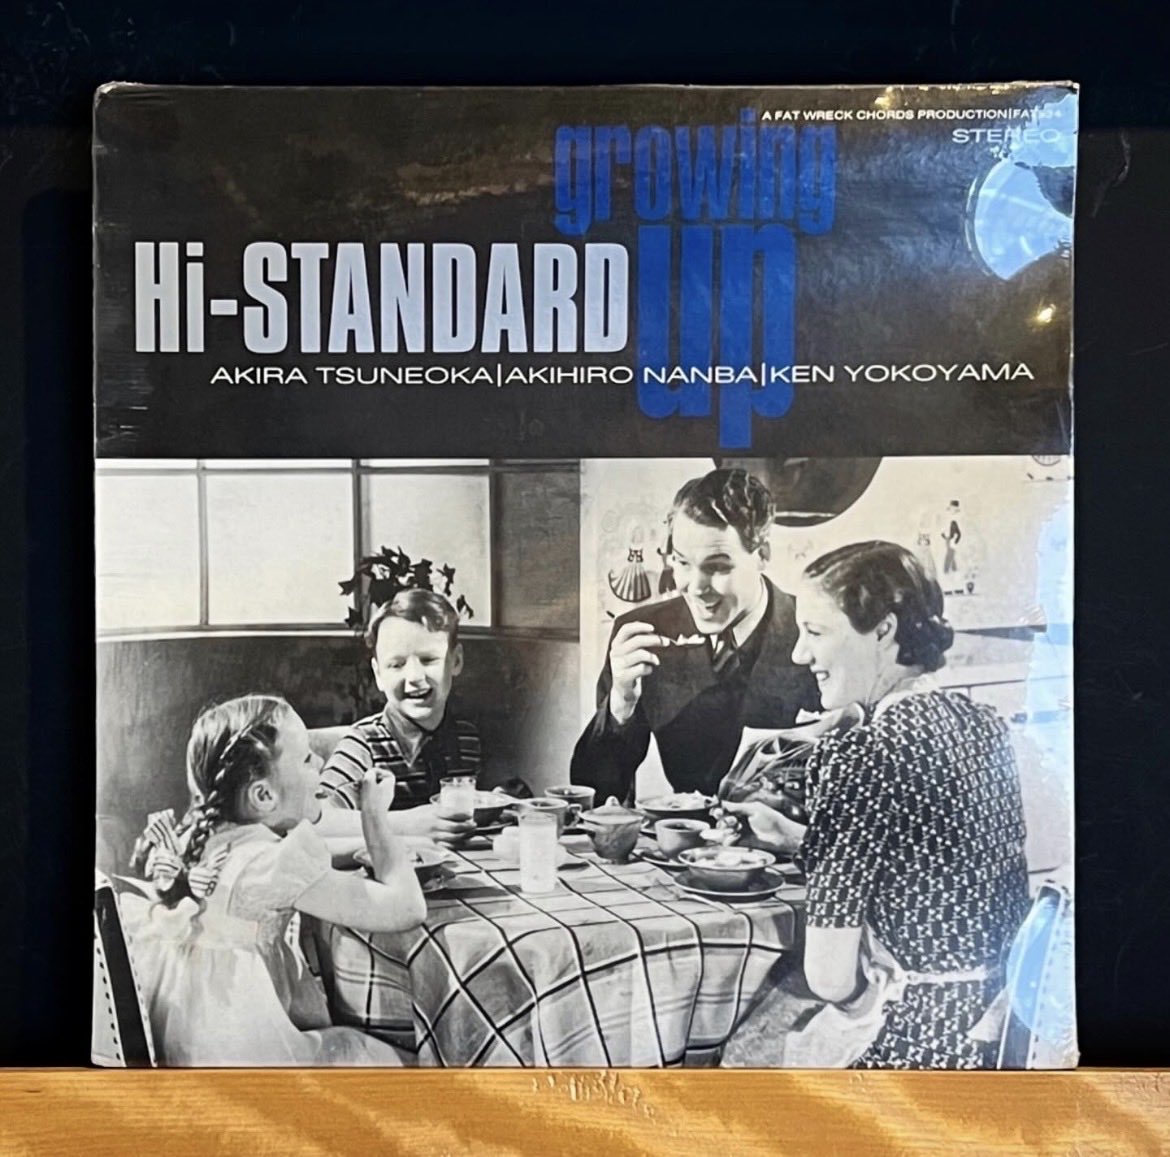 A FAT WRECK CHORDS PRODUCTION
STEREO
growing
up
Hi-STANDARD
AKIRA TSUNEOKA|AKIHIRO NANBA|KEN YOKOYAMA